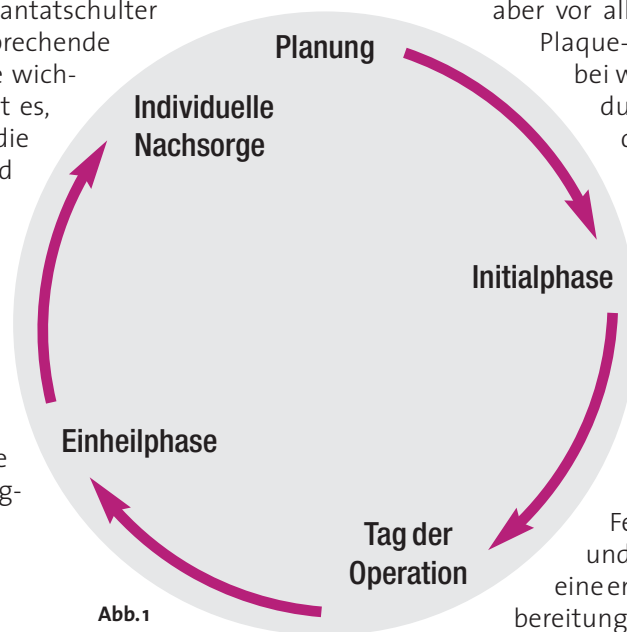 antatschulter
prechende
e wich-
t es,
die
d
aber vor all
Plaque-
bei w
du
Planung
Individuelle
Nachsorge
Initialphase
Einheilphase
e
g-
Tag der
Operation
Abb.1
Fe
und
eine er
bereitung